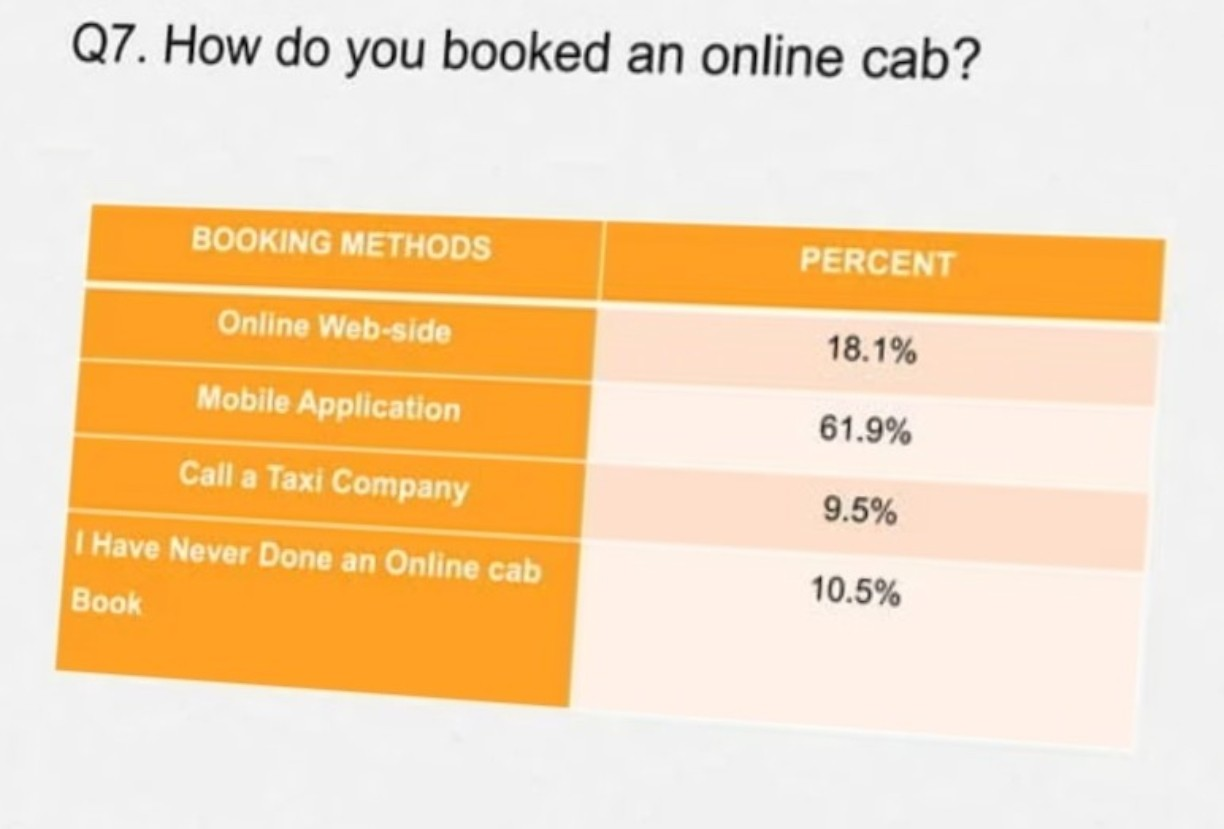 Q7. How do you booked an online cab?
BOOKING METHODS PERCENT
Online Web-side 18.1%
Mobile Application 61.9%
Call a Taxi Company 9.5%
I Have Never Done an Online cab 10.5%
Book